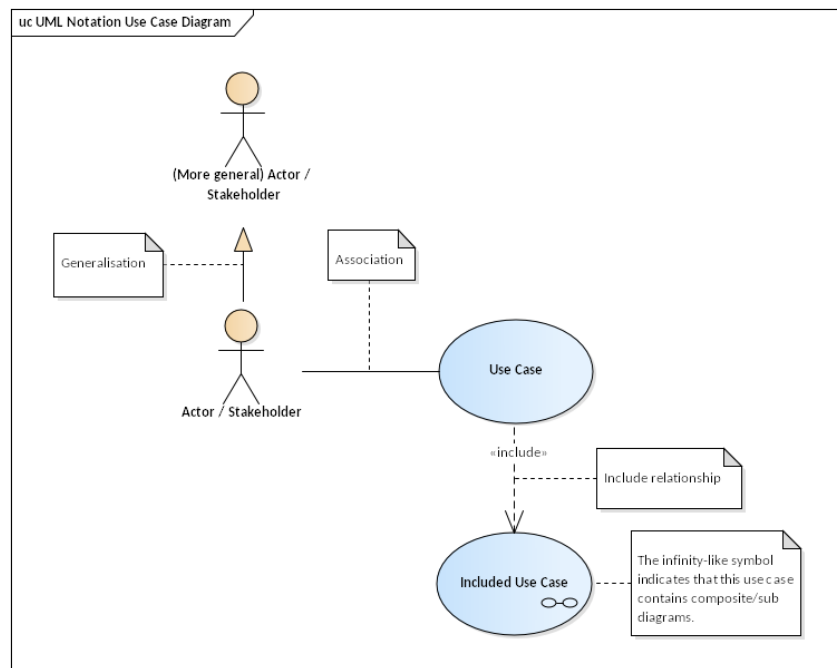 uc UML Notation Use Case Diagram
(More general) Actor /
Stakeholder
Generalisation
Association
Actor / Stakeholder
Use Case
«include»
Include relationship
Included Use Case
The infinity-like symbol
indicates that this use case
contains composite/sub
diagrams.